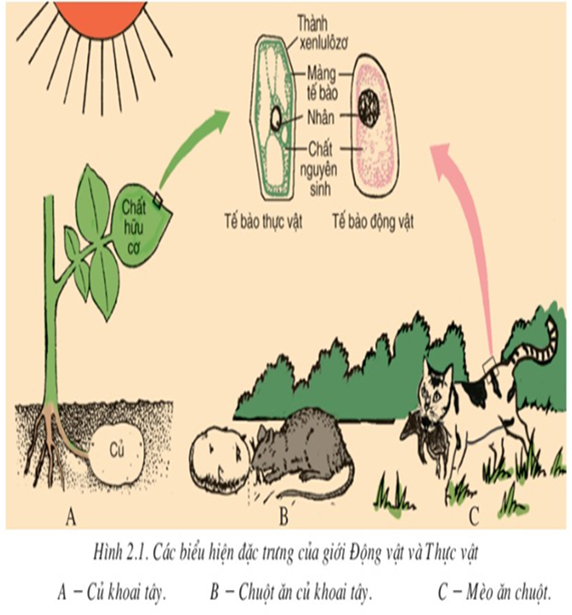 Thành
xenlulôzơ
Màng
tế bào
Nhân
Chất
nguyên
sinh
Tế bào thực vật
Tế bào động vật
Chất
hữu
cơ
Củ
A
B
C
Hình 2.1. Các biểu hiện đặc trưng của giới Động vật và Thực vật
A – Củ khoai tây.
B – Chuột ăn củ khoai tây.
C – Mèo ăn chuột.